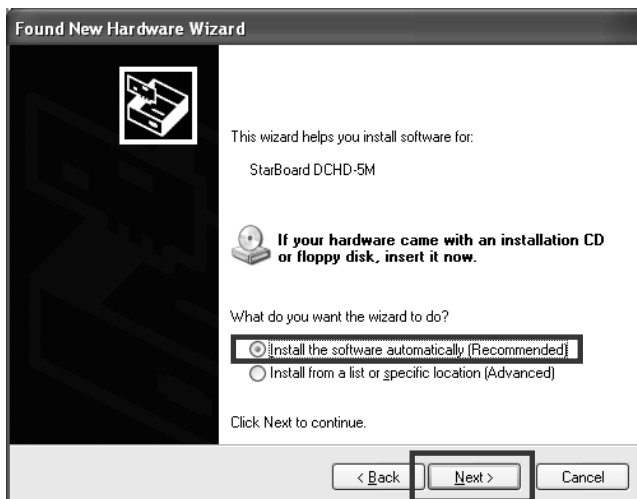 Found New Hardware Wizard
This wizard helps you install software for:
StarBoard DCHD-5M
If your hardware came with an installation CD
or floppy disk, insert it now.
What do you want the wizard to do?
Install the software automatically (Recommended)
Install from a list or specific location (Advanced)
Click Next to continue.
< Back Next > Cancel